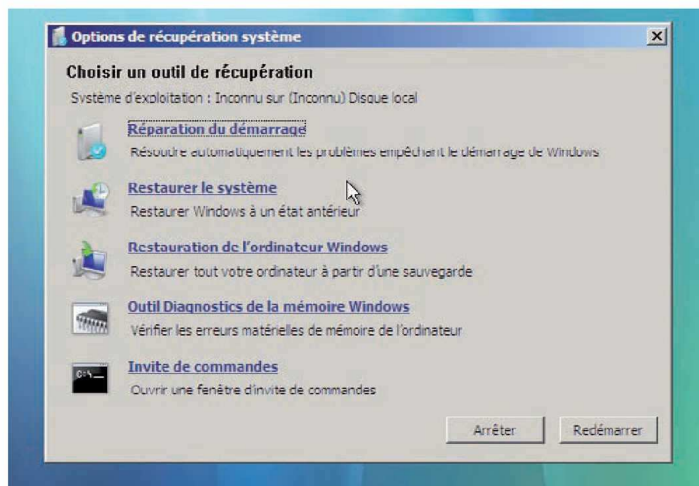 Options de récupération système
Choisir un outil de récupération
Système d'exploitation : Inconnu sur (Inconnu) Disque local
Réparation du démarrage
Résoudre automatiquement les problèmes empêchant le démarrage de Windows
Restaurer le système
Restaurer Windows à un état antérieur
Restauration de l'ordinateur Windows
Restaurer tout votre ordinateur à partir d'une sauvegarde
Outil Diagnostics de la mémoire Windows
Vérifier les erreurs matérielles de mémoire de l'ordinateur
C:\_
Invite de commandes
Ouvrir une fenêtre d'invite de commandes
Arrêter
Redémarrer